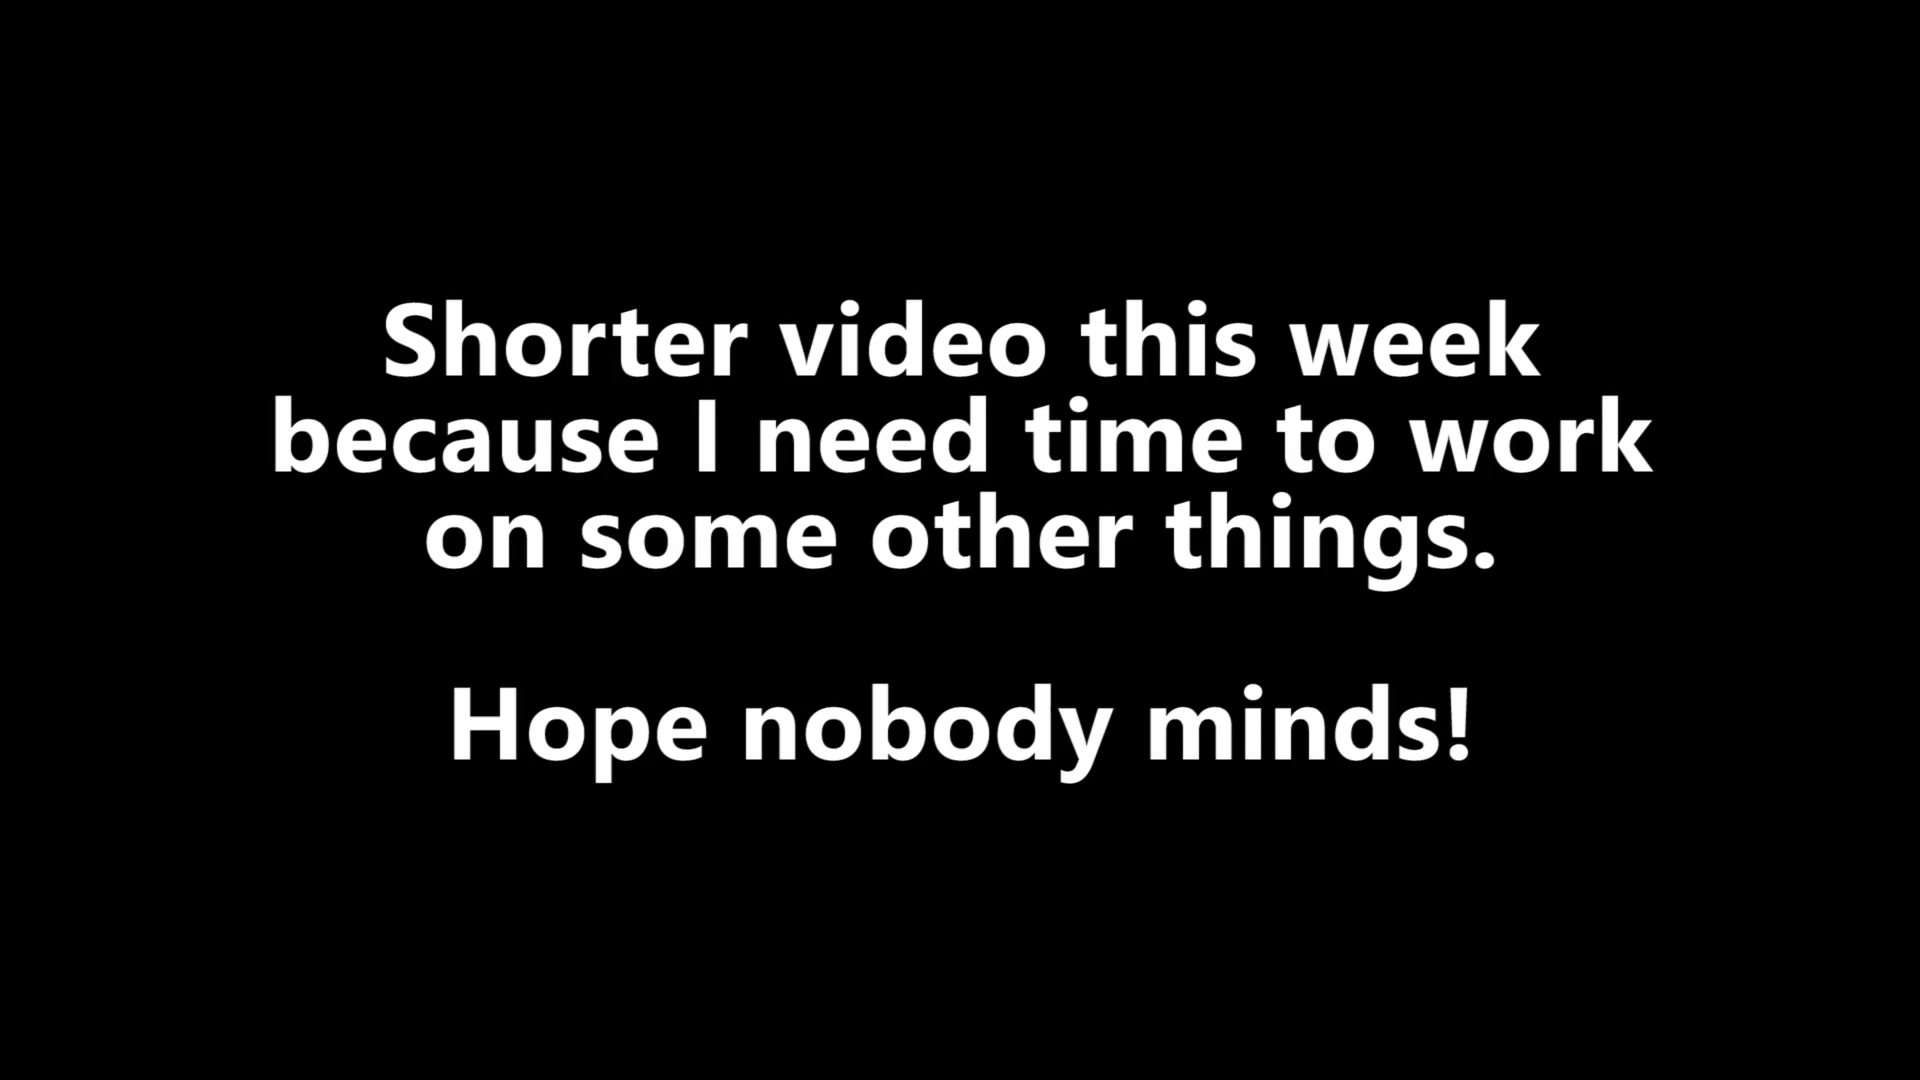 Shorter video this week
because I need time to work
on some other things.
Hope nobody minds!